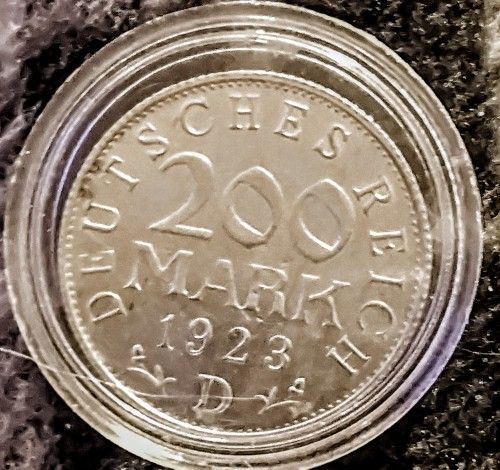 DEUTSCHES REICH
200
MARK
1923
D